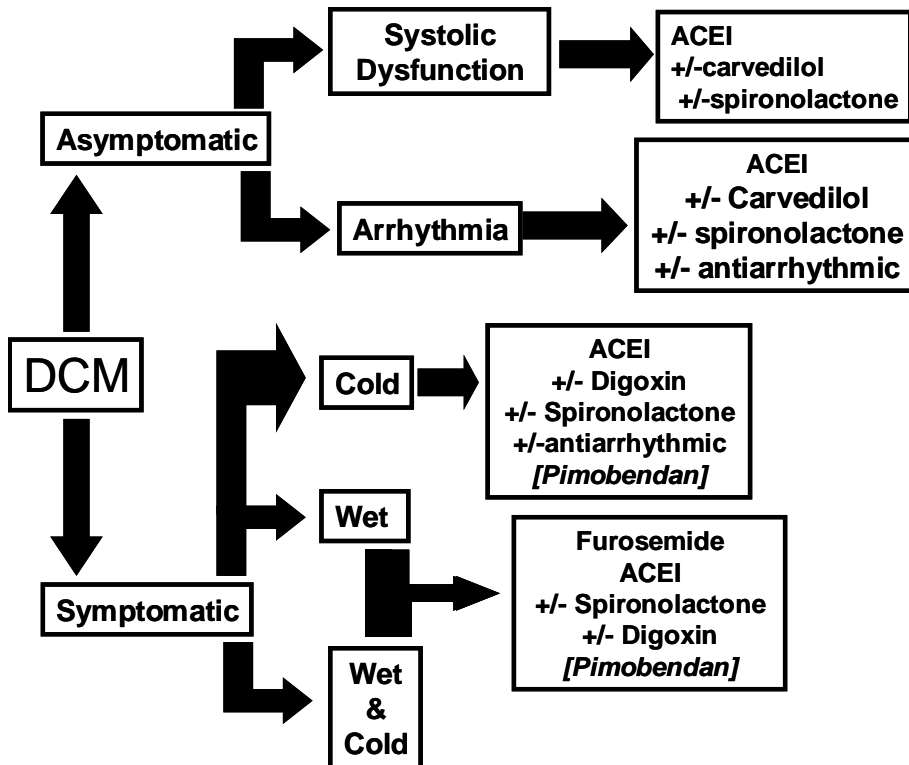 Systolic
Dysfunction
ACEI
+/-carvedilol
+/-spironolactone
Asymptomatic
Arrhythmia
ACEI
+/- Carvedilol
+/- spironolactone
+/- antiarrhythmic
DCM
Cold
ACEI
+/- Digoxin
+/- Spironolactone
+/-antiarrhythmic
[Pimobendan]
Wet
Furosemide
ACEI
+/- Spironolactone
+/- Digoxin
[Pimobendan]
Symptomatic
Wet
&
Cold